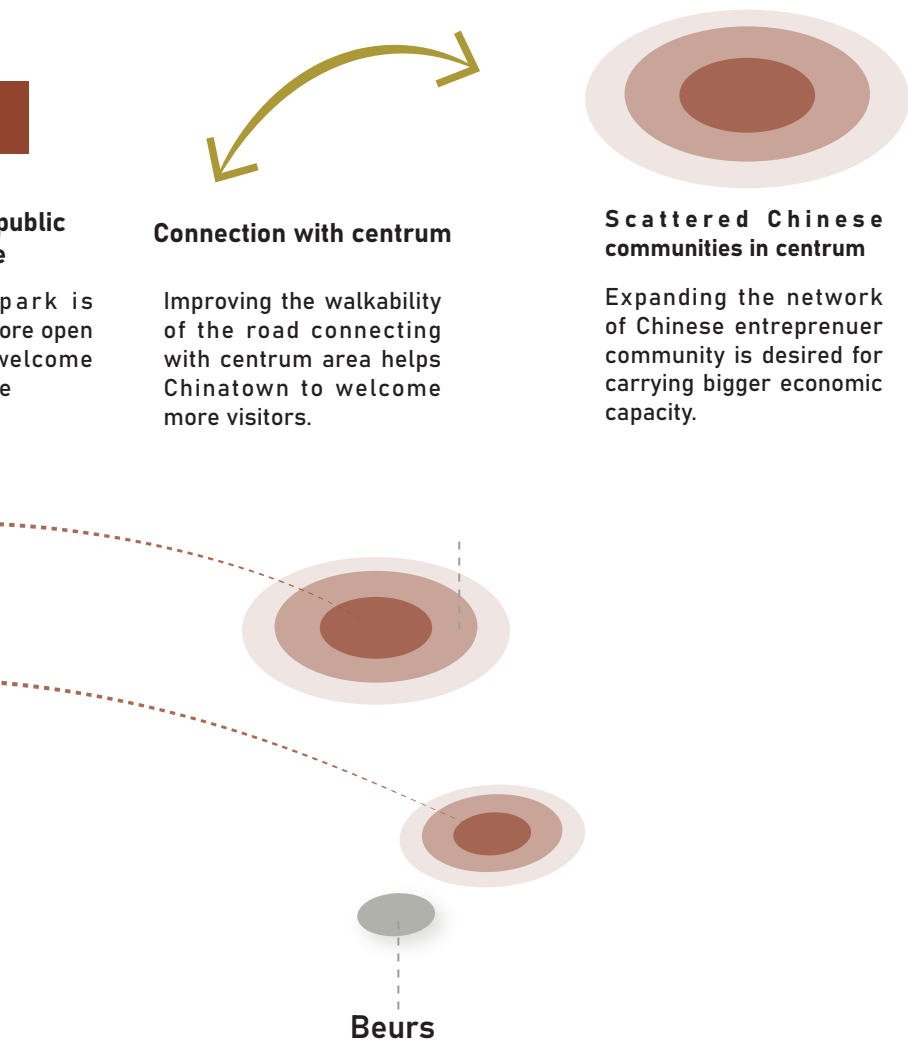 public
e
park is
ore open
welcome
e
Connection with centrum
Improving the walkability
of the road connecting
with centrum area helps
Chinatown to welcome
more visitors.
Scattered Chinese
communities in centrum
Expanding the network
of Chinese entreprenuer
community is desired for
carrying bigger economic
capacity.
Beurs